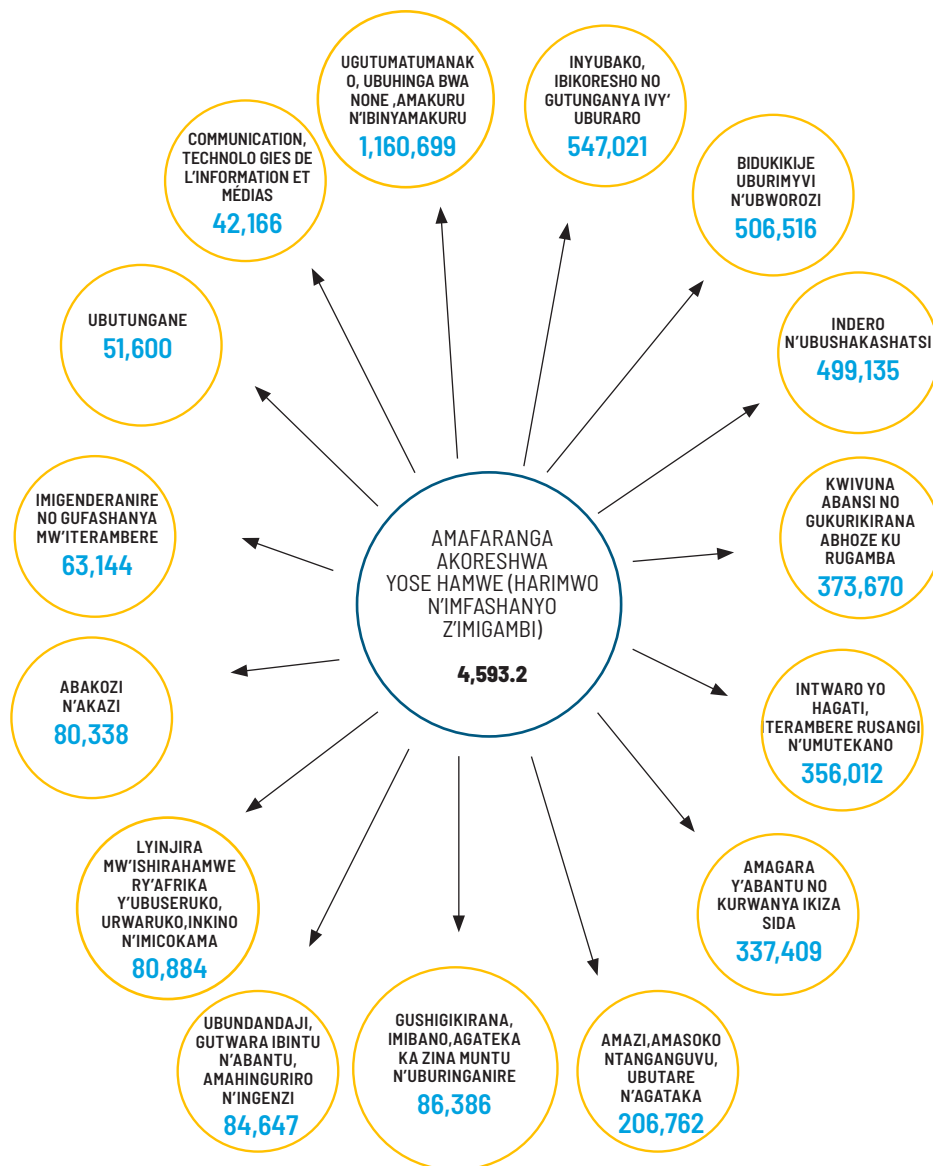 UGUTUMATUMANAK
O, UBUHINGA BWA
NONE ,AMAKURU
N'IBINYAMAKURU
1,160,699
INYUBAKO,
IBIKORESHO NO
GUTUNGANYA IVY'
UBURARO
547,021
BIDUKIKIJE
UBURIMYVI
N'UBWOROZI
506,516
INDERO
N'UBUSHAKASHATSI
499,135
KWIVUNA
ABANSI NO
GUKURIKIRANA
ABHOZE KU
RUGAMBA
373,670
INTWARO YO
HAGATI,
ITERAMBERE RUSANGI
N'UMUTEKANO
356,012
AMAGARA
Y'ABANTU NO
KURWANYA IKIZA
SIDA
337,409
AMAZI,AMASOKO
NTANGANGUVU,
UBUTARE
N'AGATAKA
206,762
GUSHIGIKIRANA,
IMIBANO,AGATEKA
KA ZINA MUNTU
N'UBURINGANIRE
86,386
UBUNDANDAJI,
GUTWARA IBINTU
N'ABANTU,
AMAHINGURIRO
N'INGENZI
84,647
LYINJIRA
MW'ISHIRAHAMWE
RY'AFRIKA
Y'UBUSERUKO,
URWARUKO,INKINO
N'IMICOKAMA
80,884
ABAKOZI
N'AKAZI
80,338
IMIGENDERANIRE
NO GUFASHANYA
MW'ITERAMBERE
63,144
UBUTUNGANE
51,600
COMMUNICATION,
TECHNOLO GIES DE
L'INFORMATION ET
MÉDIAS
42,166
AMAFARANGA
AKORESHWA
YOSE HAMWE (HARIMWO
N'IMFASHANYO
Z'IMIGAMBI)
4,593.2